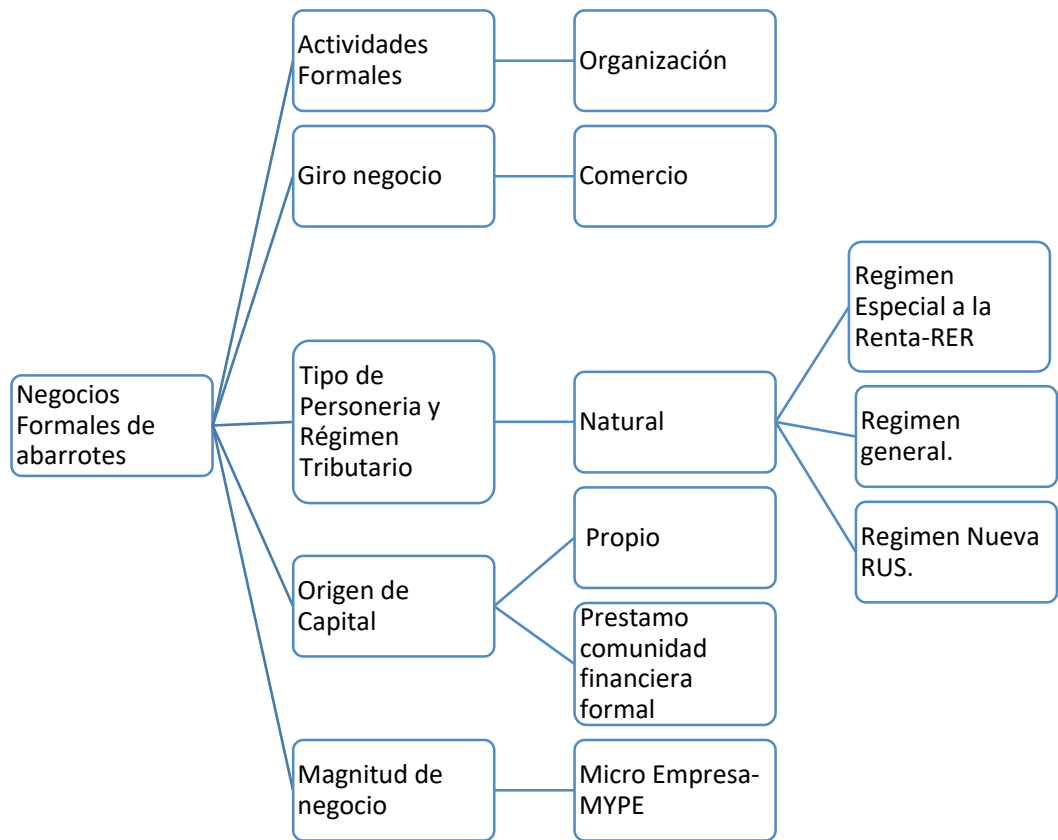 Negocios
Formales de
abarrotes
Actividades
Formales
Organización
Giro negocio
Comercio
Tipo de
Personeria y
Régimen
Tributario
Natural
Regimen
Especial a la
Renta-RER
Regimen
general.
Regimen Nueva
RUS.
Origen de
Capital
Propio
Prestamo
comunidad
financiera
formal
Magnitud de
negocio
Micro Empresa-
MYPE